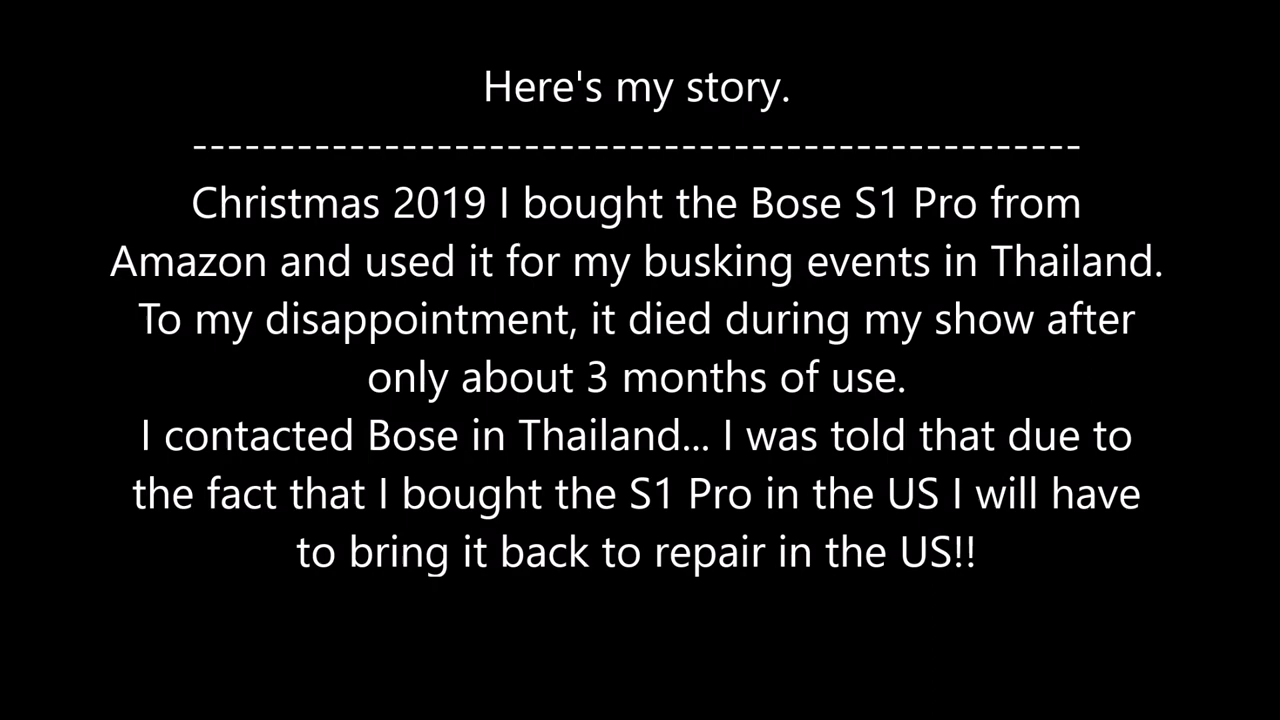 Here's my story.
---------------------------------------------------
Christmas 2019 I bought the Bose S1 Pro from
Amazon and used it for my busking events in Thailand.
To my disappointment, it died during my show after
only about 3 months of use.
I contacted Bose in Thailand... I was told that due to
the fact that I bought the S1 Pro in the US I will have
to bring it back to repair in the US!!